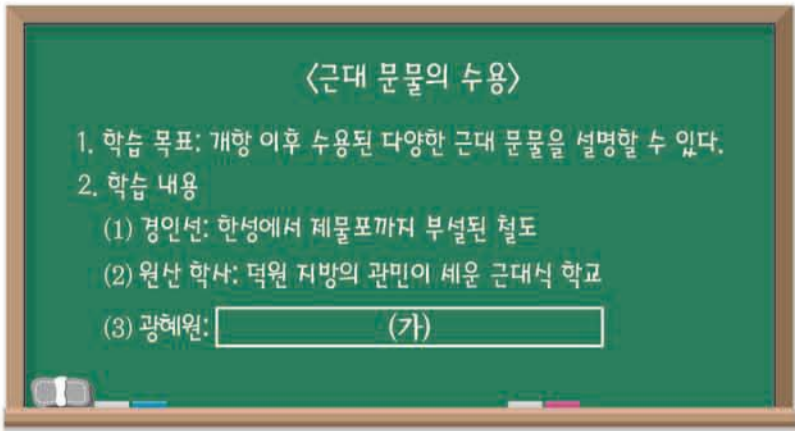 〈근대 문물의 수용〉
1. 학습 목표: 개항 이후 수용된 다양한 근대 문물을 설명할 수 있다.
2. 학습 내용
(1) 경인선: 한성에서 제물포까지 부설된 철도
(2) 원산 학사: 덕원 지방의 관민이 세운 근대식 학교
(3) 광혜원: (가)